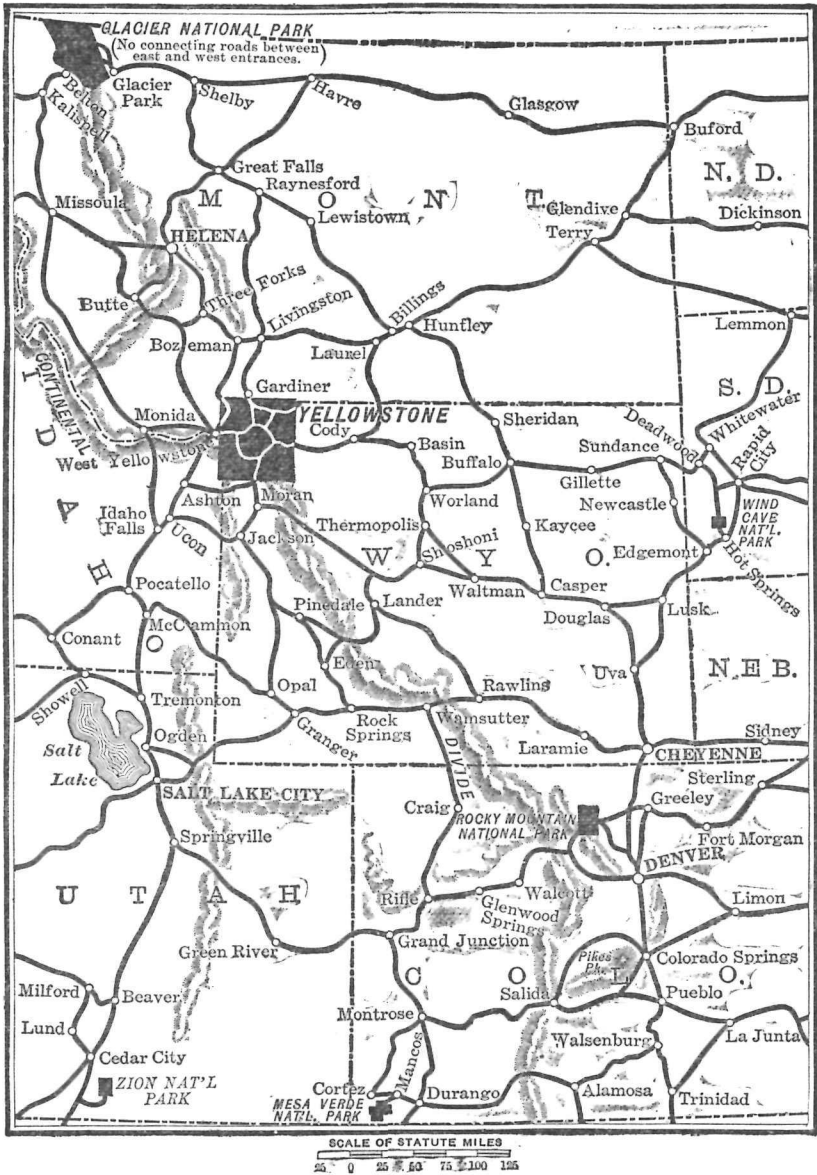 GLACIER NATIONAL PARK
(No connecting roads between
east and west entrances.)
Belton
Glacier
Park
Shelby
Havre
Kalispell
Glasgow
Buford
Great Falls
Raynesford
N. D.
Missoula
M O N T.
Lewistown
Glendive
Dickinson
Terry
HELENA
Butte
Three Forks
Livingston
Billings
Huntley
Lemmon
Bozeman
Laurel
CONTINENTAL
Gardiner
S. D.
Monida
YELLOWSTONE
Sheridan
Deadwood
Whitewater
Cody
Basin
West Yellowstone
Buffalo
Sundance
Rapid
City
Gillette
Ashton
Moran
Worland
Newcastle
WIND
CAVE
NAT'L.
PARK
Idaho
Falls
Ucon
Jackson
Thermopolis
Kaycee
Shoshoni
W Y O.
Edgemont
Hot Springs
I D A H O
Pocatello
Waltman
Casper
McCammon
Pinedale
Lander
Douglas
Lusk
Conant
Eden
Uva
N E B.
Showell
Tremonton
Opal
Rawlins
Granger
Rock
Springs
Wamsutter
Ogden
Laramie
Sidney
Salt
Lake
DIVIDE
CHEYENNE
SALT LAKE CITY
Sterling
Craig
Greeley
ROCKY MOUNTAIN
NATIONAL PARK
Springville
Fort Morgan
DENVER
U T A H
Rifle
Walcott
Glenwood
Springs
Limon
Green River
Grand Junction
Pikes
Pk.
Colorado Springs
C O L O.
Milford
Beaver
Salida
Pueblo
Montrose
Lund
Walsenburg
La Junta
Cedar City
Mancos
ZION NAT'L
PARK
Cortez
MESA VERDE
NAT'L. PARK
Durango
Alamosa
Trinidad
SCALE OF STATUTE MILES
25 0 25 50 75 100 125